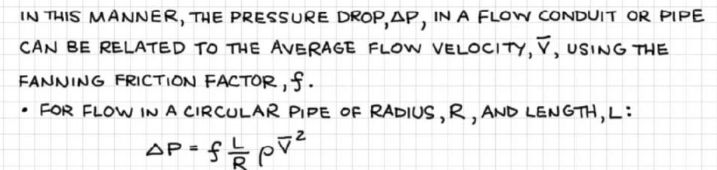 IN THIS MANNER, THE PRESSURE DROP, ΔP, IN A FLOW CONDUIT OR PIPE
CAN BE RELATED TO THE AVERAGE FLOW VELOCITY, V̅, USING THE
FANNING FRICTION FACTOR, f.
• FOR FLOW IN A CIRCULAR PIPE OF RADIUS, R, AND LENGTH, L:
ΔP = f L/R ρV̅²